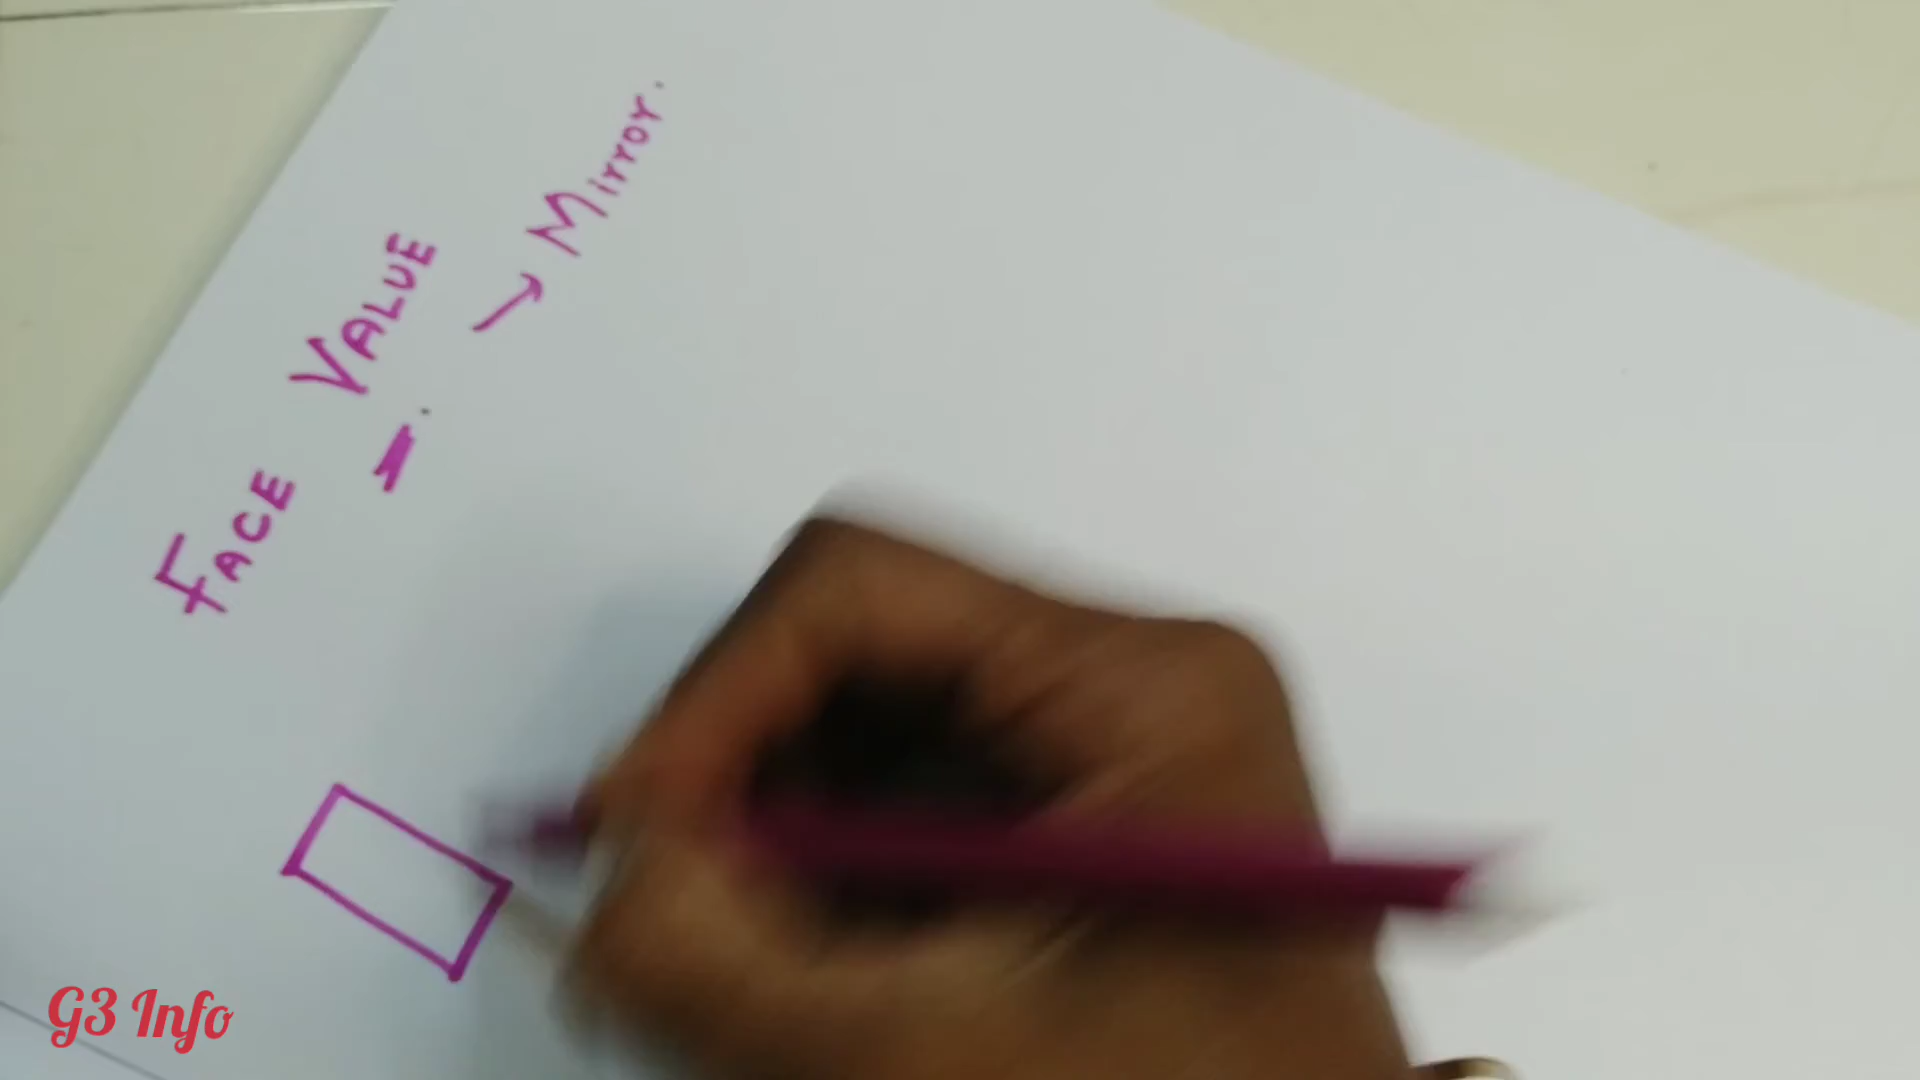 FACE VALUE
→ Mirror.
G3 Info